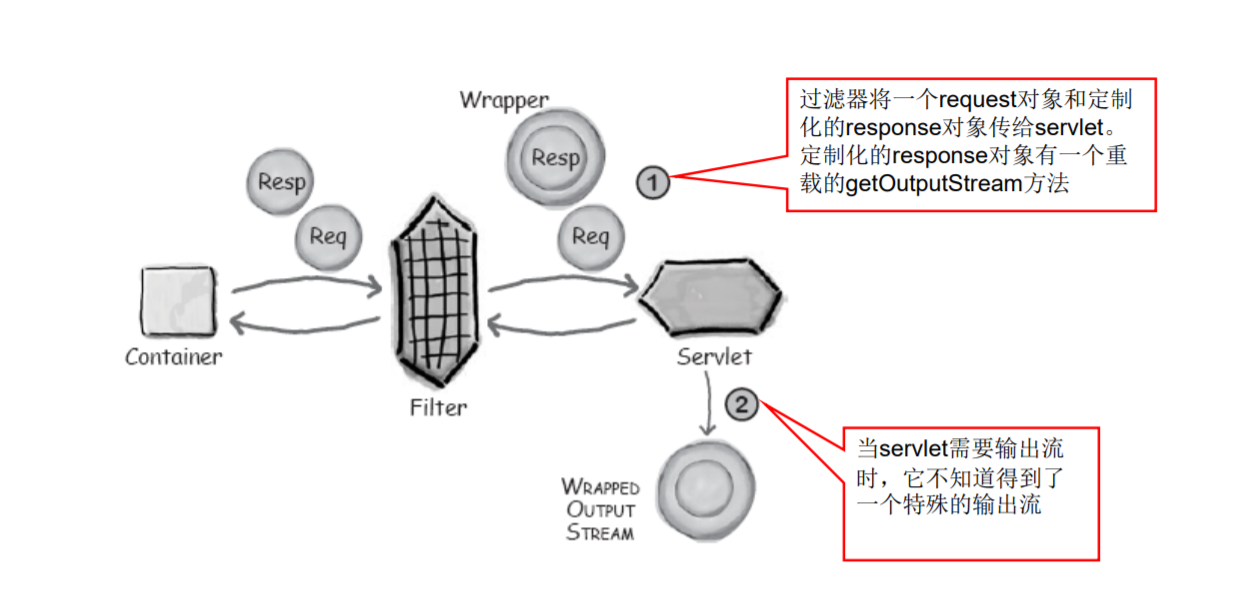 Wrapper
过滤器将一个request对象和定制
化的response对象传给servlet。
定制化的response对象有一个重
载的getOutputStream方法
Resp
Resp
1
Req
Req
Container
Servlet
Filter
2
当servlet需要输出流
时，它不知道得到了
一个特殊的输出流
WRAPPED
OUTPUT
STREAM